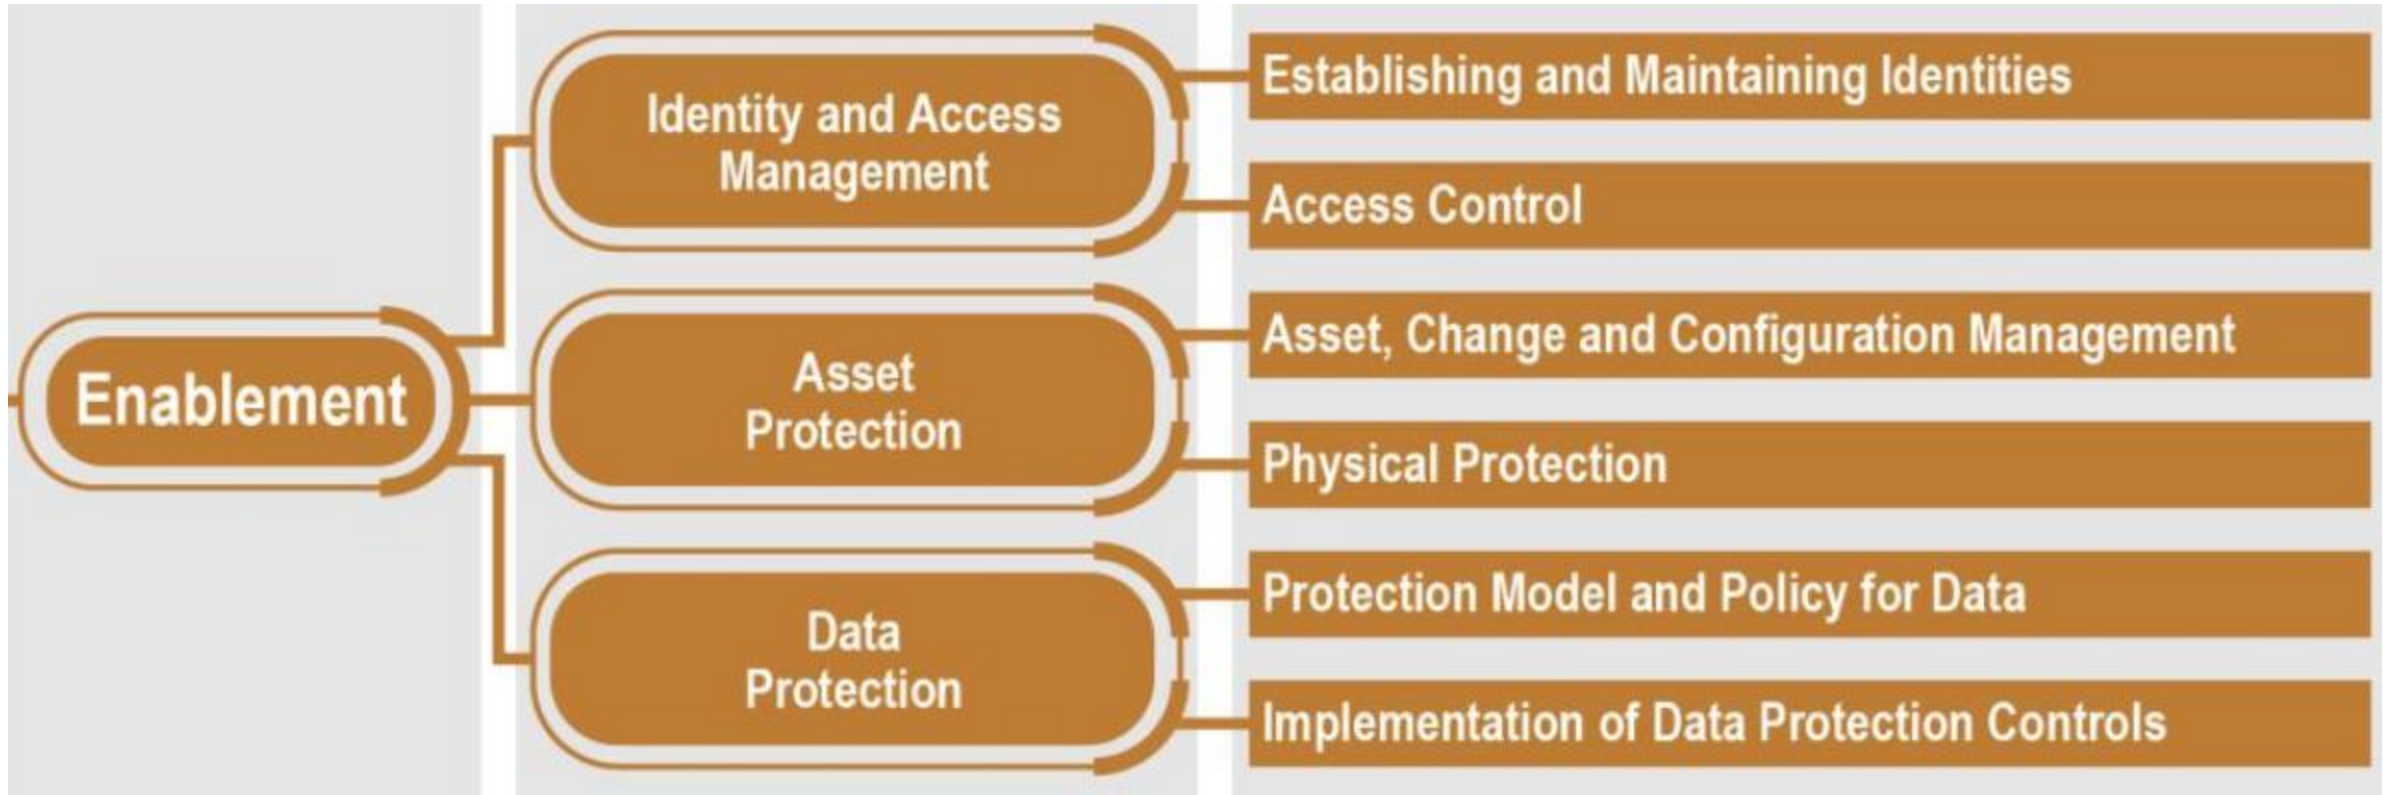 Enablement
Identity and Access
Management
Establishing and Maintaining Identities
Access Control
Asset
Protection
Asset, Change and Configuration Management
Physical Protection
Data
Protection
Protection Model and Policy for Data
Implementation of Data Protection Controls